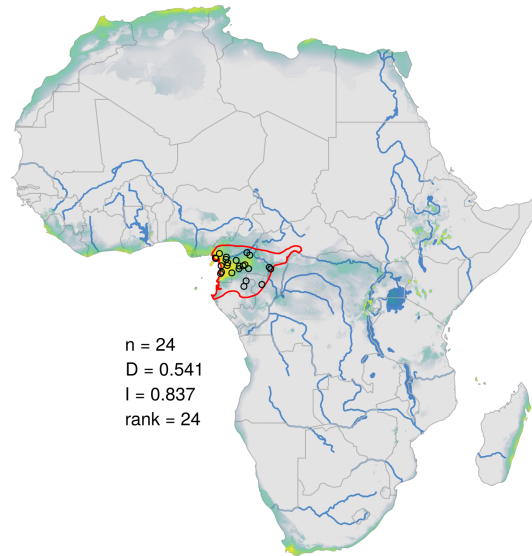 n = 24
D = 0.541
I = 0.837
rank = 24